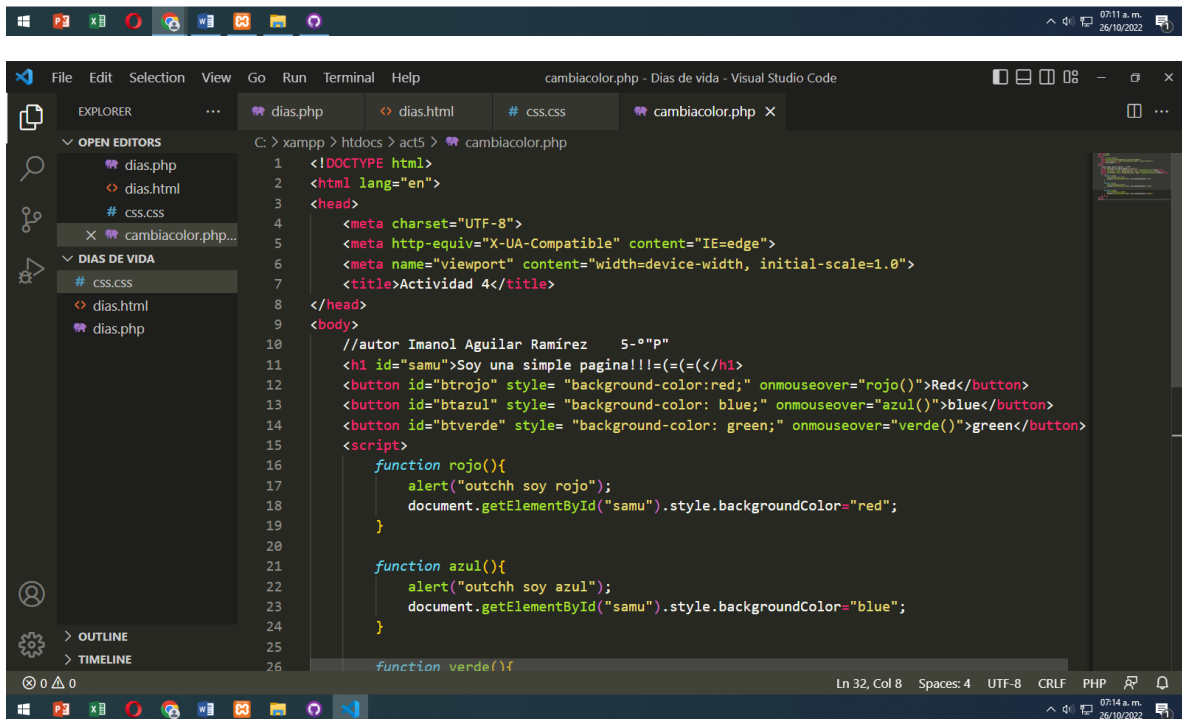 07:11 a. m.
26/10/2022
File Edit Selection View Go Run Terminal Help cambiacolor.php - Dias de vida - Visual Studio Code
EXPLORER ... dias.php dias.html # css.css cambiacolor.php
OPEN EDITORS
dias.php
dias.html
# css.css
cambiacolor.php...
DIAS DE VIDA
# css.css
dias.html
dias.php
OUTLINE
TIMELINE
C: > xampp > htdocs > act5 > cambiacolor.php
1 <!DOCTYPE html>
2 <html lang="en">
3 <head>
4     <meta charset="UTF-8">
5     <meta http-equiv="X-UA-Compatible" content="IE=edge">
6     <meta name="viewport" content="width=device-width, initial-scale=1.0">
7     <title>Actividad 4</title>
8 </head>
9 <body>
10     //autor Imanol Aguilar Ramírez    5-°"P"
11     <h1 id="samu">Soy una simple pagina!!!=(=(=(</h1>
12     <button id="btrojo" style= "background-color:red;" onmouseover="rojo()">Red</button>
13     <button id="btazul" style= "background-color: blue;" onmouseover="azul()">blue</button>
14     <button id="btverde" style= "background-color: green;" onmouseover="verde()">green</button>
15     <script>
16         function rojo(){
17             alert("outchh soy rojo");
18             document.getElementById("samu").style.backgroundColor="red";
19         }
20
21         function azul(){
22             alert("outchh soy azul");
23             document.getElementById("samu").style.backgroundColor="blue";
24         }
25
26         function verde(){
0 0 Ln 32, Col 8 Spaces: 4 UTF-8 CRLF PHP
07:14 a. m.
26/10/2022